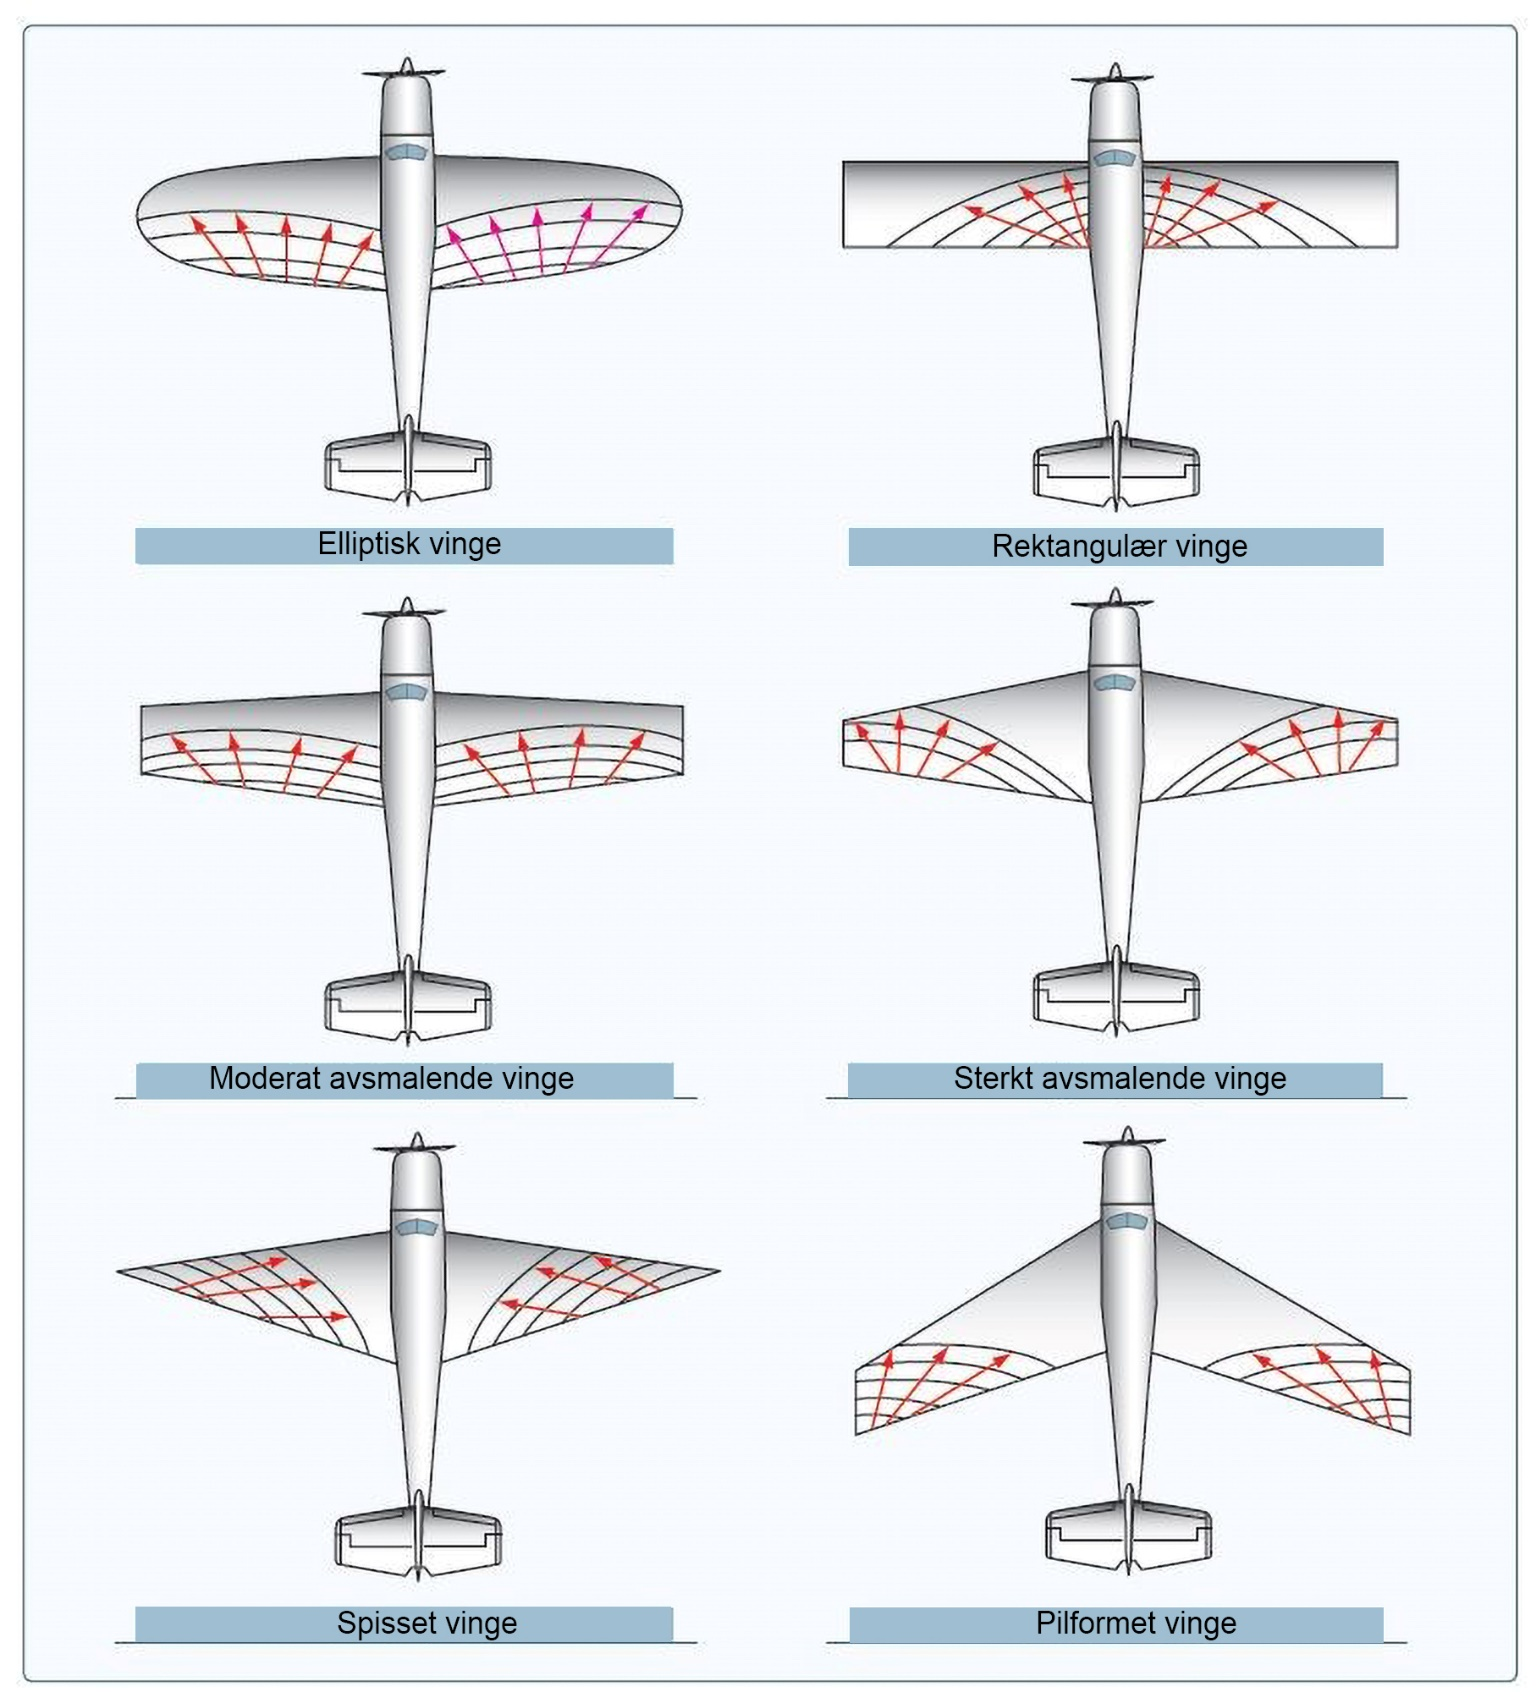 Elliptisk vinge
Rektangulær vinge
Moderat avsmalende vinge
Sterkt avsmalende vinge
Spisset vinge
Pilformet vinge